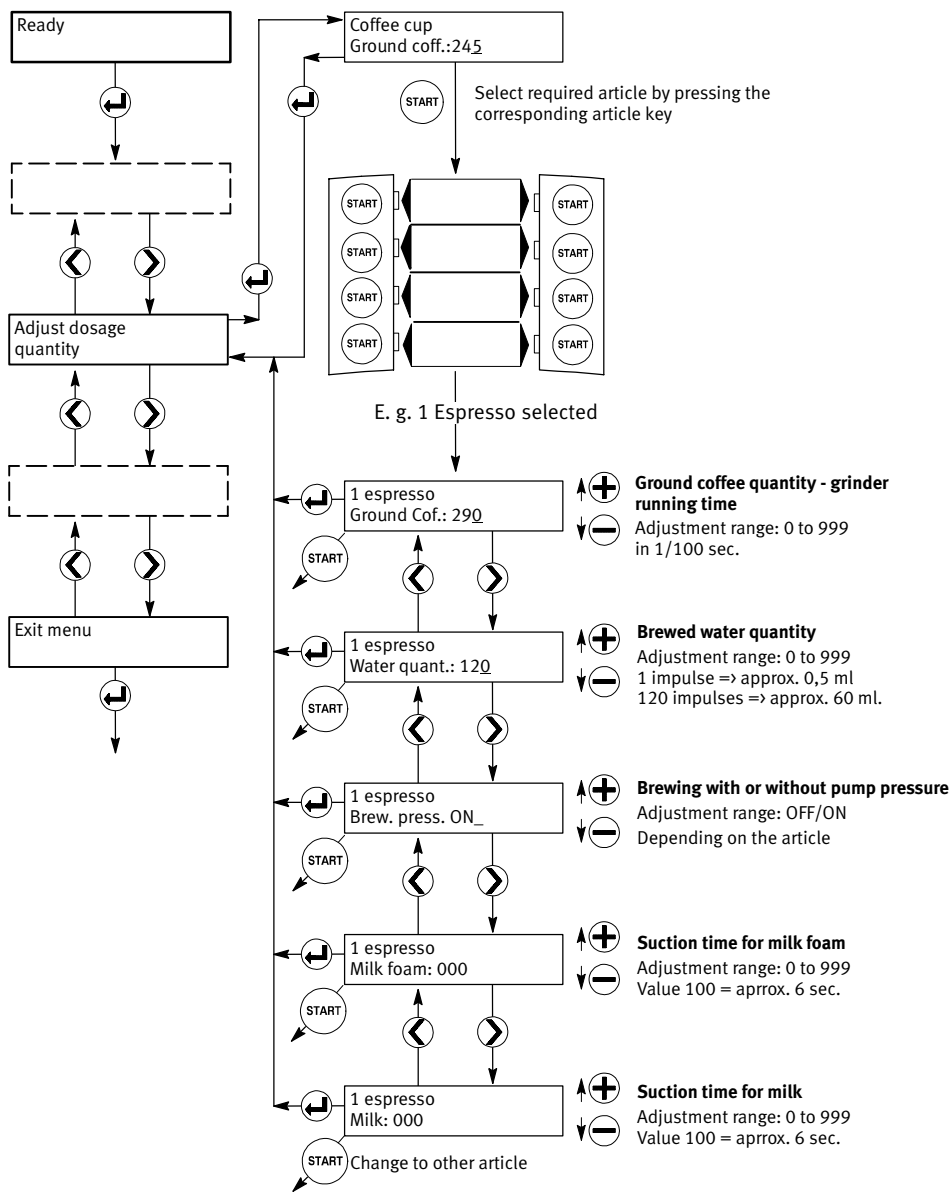 Ready
Coffee cup
Ground coff.:245
START
Select required article by pressing the
corresponding article key
START
START
START
START
START
START
START
START
Adjust dosage
quantity
E. g. 1 Espresso selected
1 espresso
Ground Cof.: 290
START
Ground coffee quantity - grinder
running time
Adjustment range: 0 to 999
in 1/100 sec.
Exit menu
1 espresso
Water quant.: 120
START
Brewed water quantity
Adjustment range: 0 to 999
1 impulse => approx. 0,5 ml
120 impulses => approx. 60 ml.
1 espresso
Brew. press. ON_
START
Brewing with or without pump pressure
Adjustment range: OFF/ON
Depending on the article
1 espresso
Milk foam: 000
START
Suction time for milk foam
Adjustment range: 0 to 999
Value 100 = aprrox. 6 sec.
1 espresso
Milk: 000
START
Change to other article
Suction time for milk
Adjustment range: 0 to 999
Value 100 = aprrox. 6 sec.